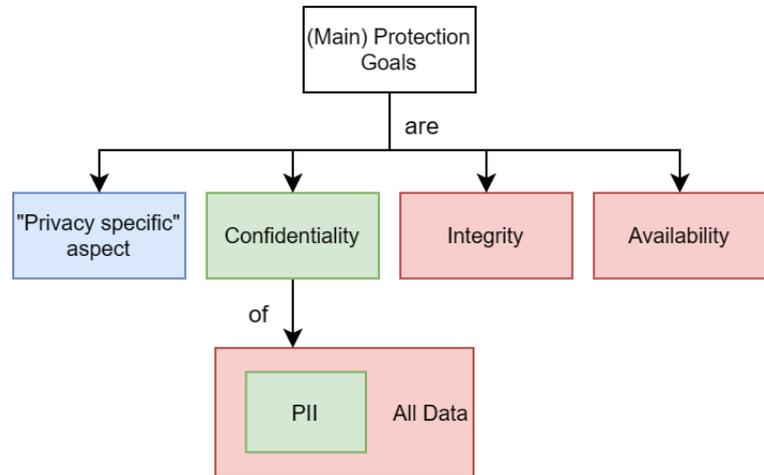 (Main) Protection
Goals
are
"Privacy specific"
aspect
Confidentiality
Integrity
Availability
of
PII
All Data